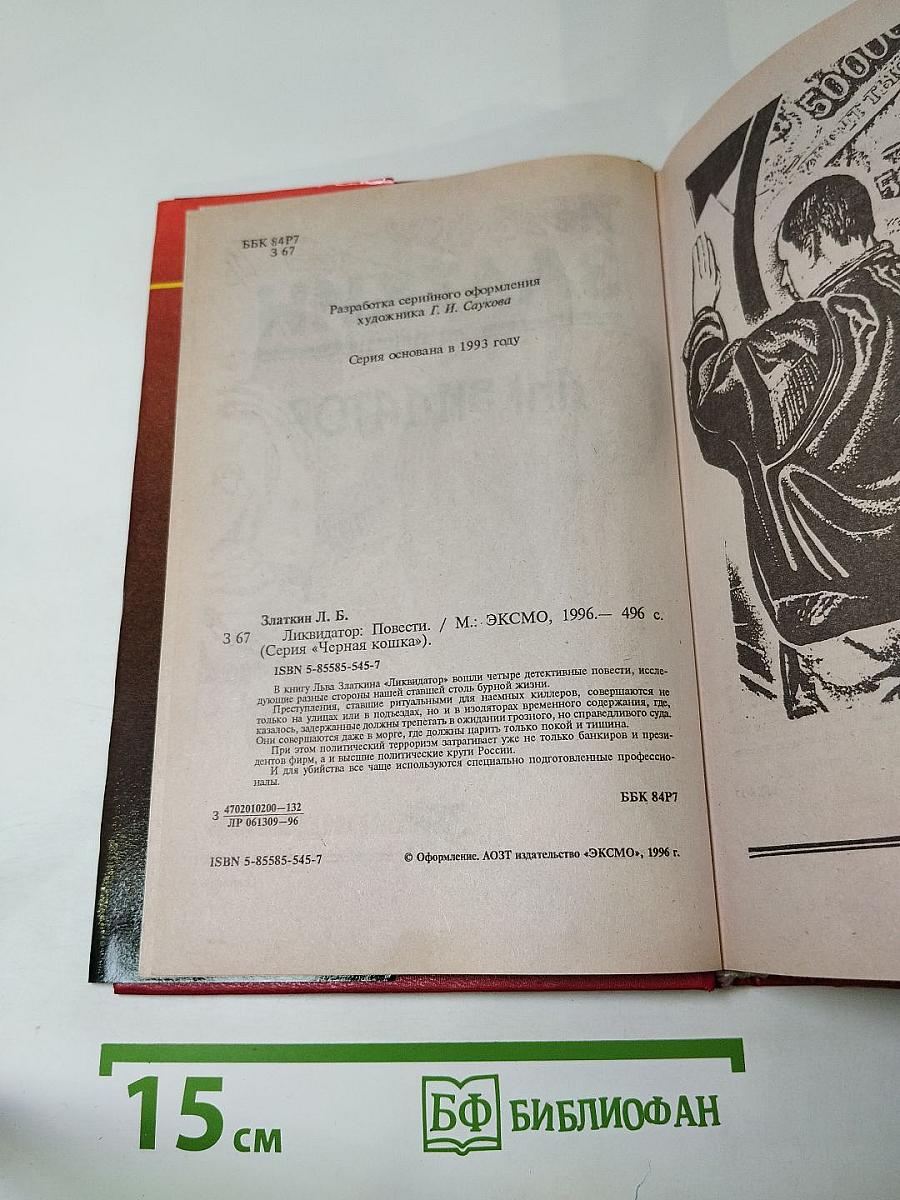 ББК 84Р7
З 67
Разработка серийного оформления
художника Г. И. Саукова
Серия основана в 1993 году
Златкин Л. Б.
З 67 Ликвидатор: Повести. / М.: ЭКСМО, 1996.— 496 с.
(Серия «Черная кошка»).
ISBN 5-85585-545-7
В книгу Льва Златкина «Ликвидатор» вошли четыре детективные повести, иссле-
дующие разные стороны нашей ставшей столь бурной жизни.
Преступления, ставшие ритуальными для наемных киллеров, совершаются не
только на улицах или в подъездах, но и в изоляторах временного содержания, где,
казалось, задержанные должны трепетать в ожидании грозного, но справедливого суда.
Они совершаются даже в морге, где должны царить только покой и тишина.
При этом политический терроризм затрагивает уже не только банкиров и прези-
дентов фирм, а и высшие политические круги России.
И для убийства все чаще используются специально подготовленные профессио-
налы.
З 4702010200—132
ЛР 061309—96
ББК 84Р7
ISBN 5-85585-545-7
© Оформление. АОЗТ издательство «ЭКСМО», 1996 г.
5000
15 см
БФ БИБЛИОФАН